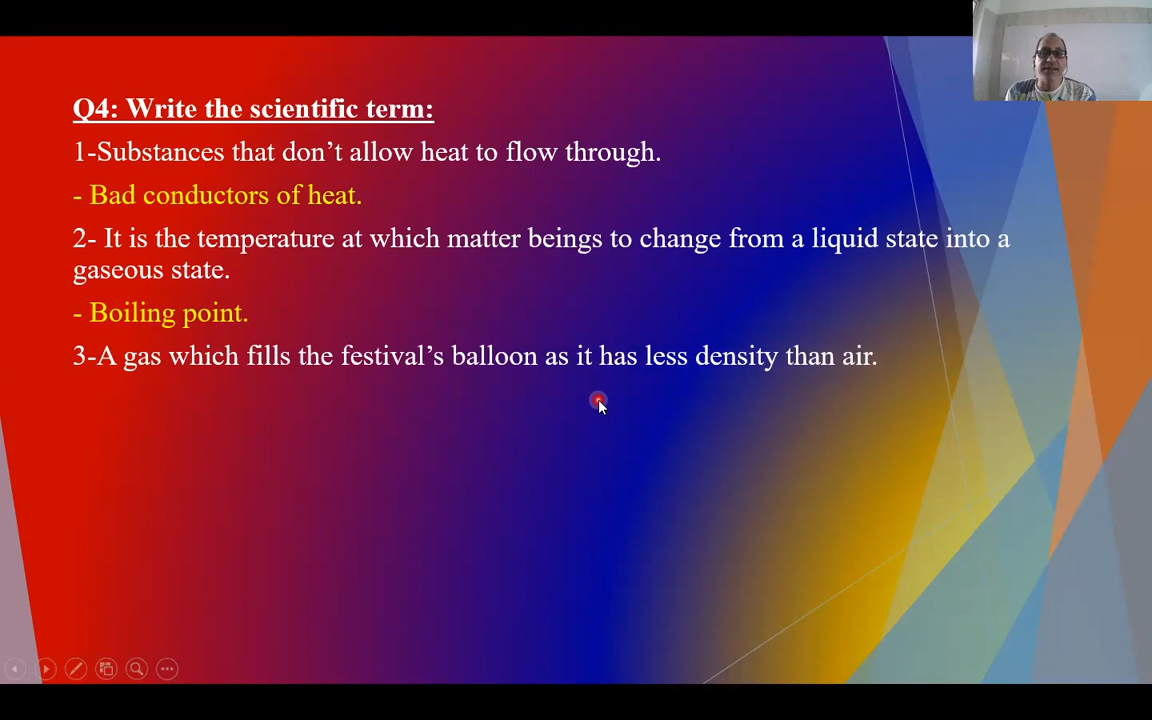 Q4: Write the scientific term:
1-Substances that don’t allow heat to flow through.
- Bad conductors of heat.
2- It is the temperature at which matter beings to change from a liquid state into a
gaseous state.
- Boiling point.
3-A gas which fills the festival’s balloon as it has less density than air.